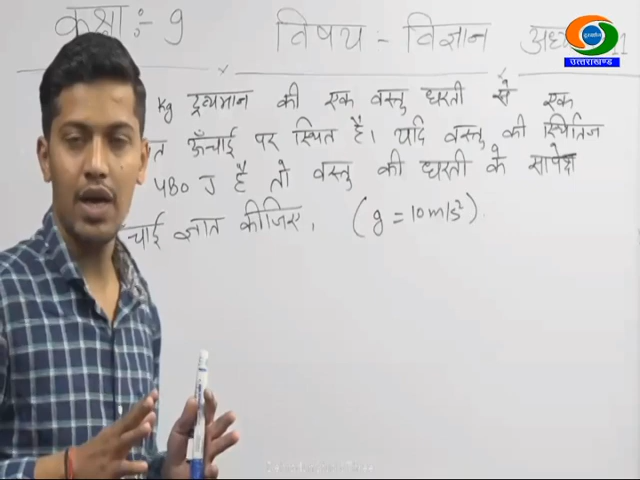 कक्षा:- 9 विषय - विज्ञान
उत्तराखण्ड
kg द्रव्यमान की एक वस्तु धरती से एक
ऊँचाई पर स्थित है। यदि वस्तु की स्थितिज
480 J है तो वस्तु की धरती के सापेक्ष
ज्ञात कीजिए. (g = 10 m/s²)